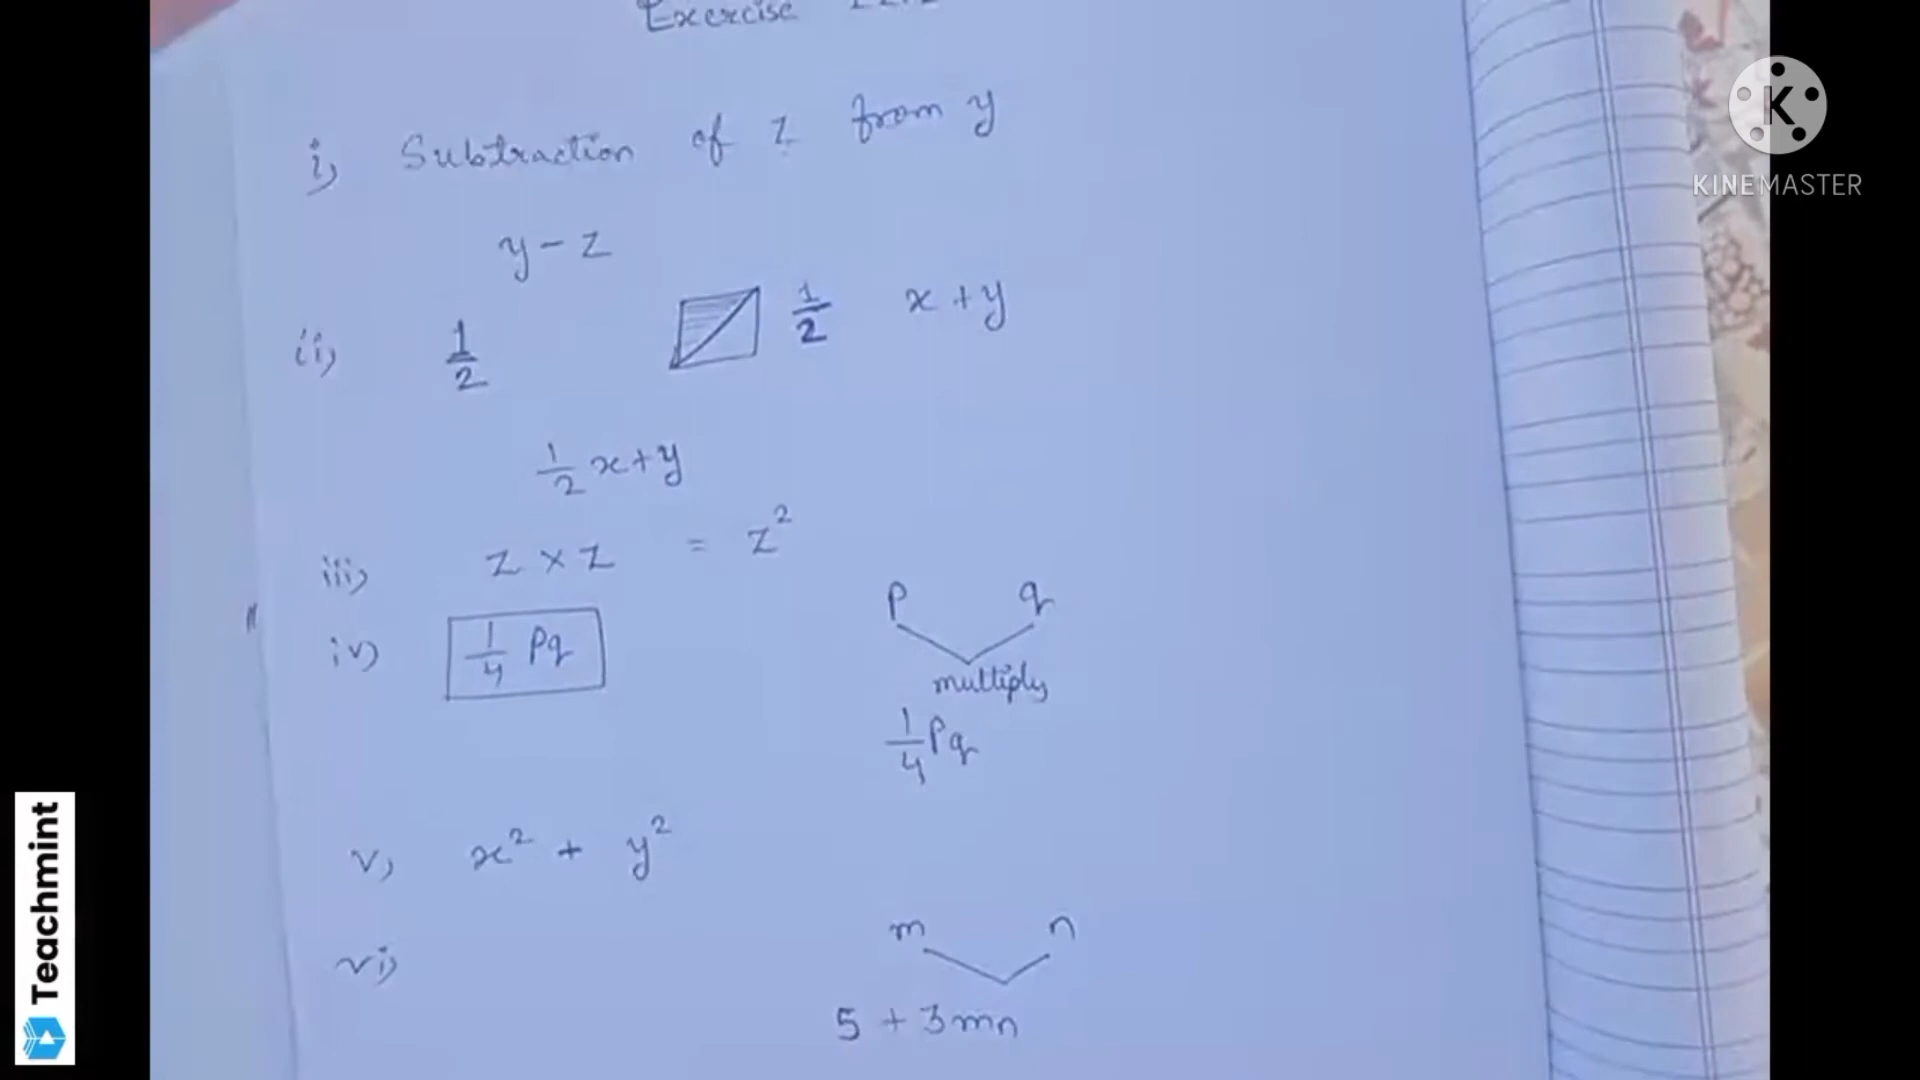 Exercise
i) Subtraction of z from y
y - z
ii) 1/2 1/2 x + y
1/2 x + y
iii) z × z = z²
iv) 1/4 Pq
P q
multiply
1/4 Pq
v) x² + y²
vi) m n
5 + 3mn
K
KINEMASTER
Teachmint